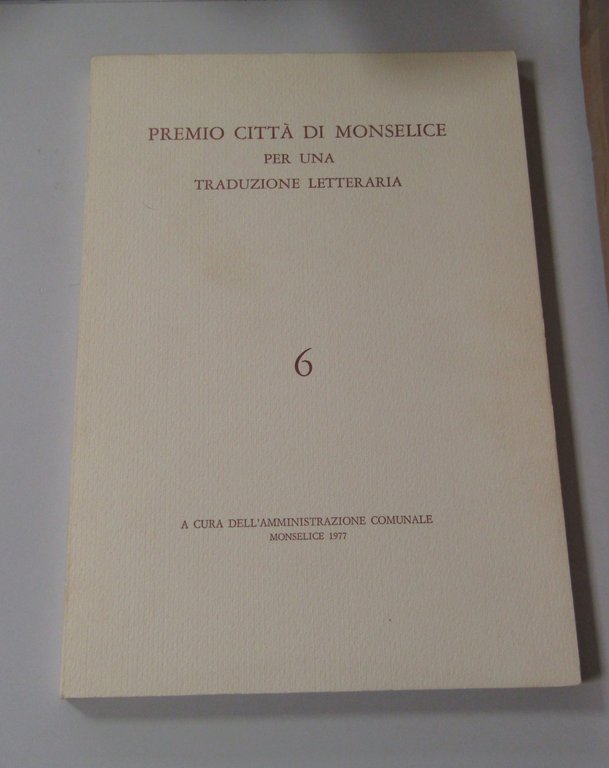 PREMIO CITTÀ DI MONSELICE
PER UNA
TRADUZIONE LETTERARIA
6
A CURA DELL'AMMINISTRAZIONE COMUNALE
MONSELICE 1977